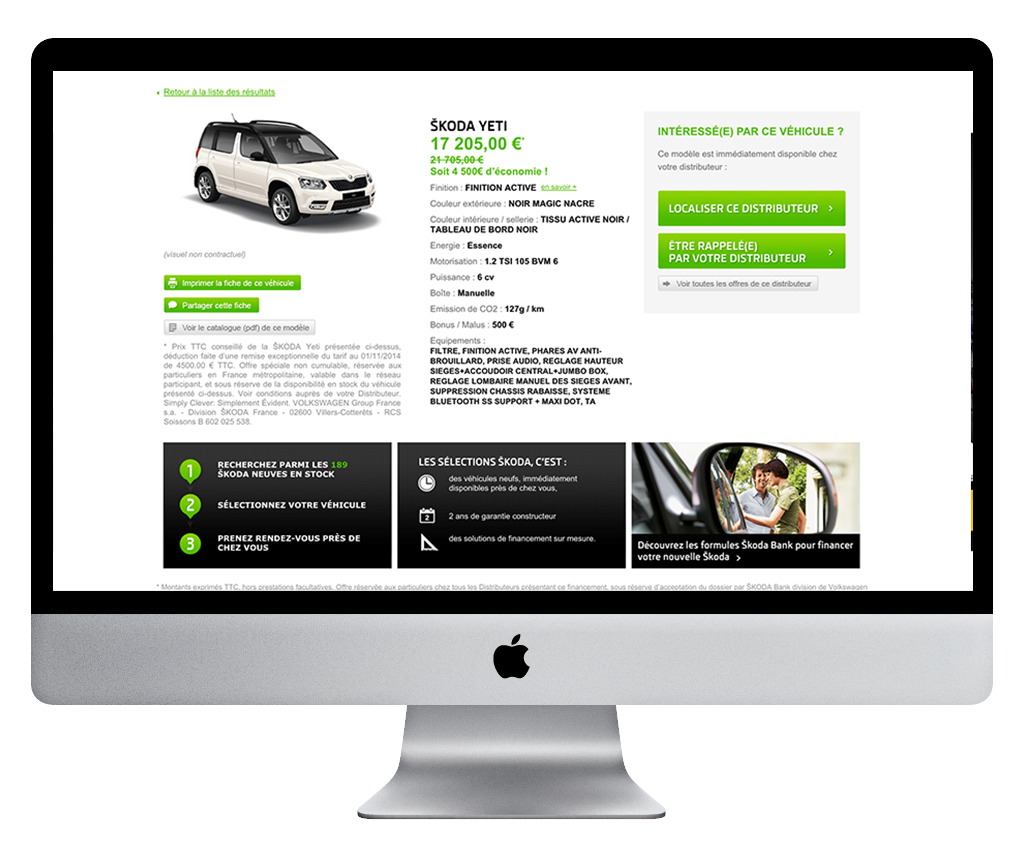 Retour à la liste des résultats
ŠKODA YETI
17 205,00 €*
21 705,00 €
Soit 4 500€ d'économie !
Finition : FINITION ACTIVE en savoir +
Couleur extérieure : NOIR MAGIC NACRE
Couleur intérieure / sellerie : TISSU ACTIVE NOIR /
TABLEAU DE BORD NOIR
Energie : Essence
Motorisation : 1.2 TSI 105 BVM 6
Puissance : 6 cv
Boîte : Manuelle
Emission de CO2 : 127g / km
Bonus / Malus : 500 €
Equipements :
FILTRE, FINITION ACTIVE, PHARES AV ANTI-
BROUILLARD, PRISE AUDIO, REGLAGE HAUTEUR
SIEGES+ACCOUDOIR CENTRAL+JUMBO BOX,
REGLAGE LOMBAIRE MANUEL DES SIEGES AVANT,
SUPPRESSION CHASSIS RABAISSE, SYSTEME
BLUETOOTH SS SUPPORT + MAXI DOT, TA
(visuel non contractuel)
Imprimer la fiche de ce véhicule
Partager cette fiche
Voir le catalogue (pdf) de ce modèle
* Prix TTC conseillé de la ŠKODA Yeti présentée ci-dessus,
déduction faite d'une remise exceptionnelle du tarif au 01/11/2014
de 4500.00 € TTC. Offre spéciale non cumulable, réservée aux
particuliers en France métropolitaine, valable dans le réseau
participant, et sous réserve de la disponibilité en stock du véhicule
présenté ci-dessus. Voir conditions auprès de votre Distributeur.
Simply Clever: Simplement Évident. VOLKSWAGEN Group France
s.a. - Division ŠKODA France - 02600 Villers-Cotterêts - RCS
Soissons B 602 025 538.
INTÉRESSÉ(E) PAR CE VÉHICULE ?
Ce modèle est immédiatement disponible chez
votre distributeur :
LOCALISER CE DISTRIBUTEUR
ÊTRE RAPPELÉ(E)
PAR VOTRE DISTRIBUTEUR
Voir toutes les offres de ce distributeur
1 RECHERCHEZ PARMI LES 189
ŠKODA NEUVES EN STOCK
2 SÉLECTIONNEZ VOTRE VÉHICULE
3 PRENEZ RENDEZ-VOUS PRÈS DE
CHEZ VOUS
LES SÉLECTIONS ŠKODA, C'EST :
des véhicules neufs, immédiatement
disponibles près de chez vous,
2 2 ans de garantie constructeur
des solutions de financement sur mesure.
Découvrez les formules Škoda Bank pour financer
votre nouvelle Škoda
* Montants exprimés TTC, hors prestations facultatives. Offre réservée aux particuliers chez tous les Distributeurs présentant ce financement, sous réserve d'acceptation du dossier par ŠKODA Bank division de Volkswagen